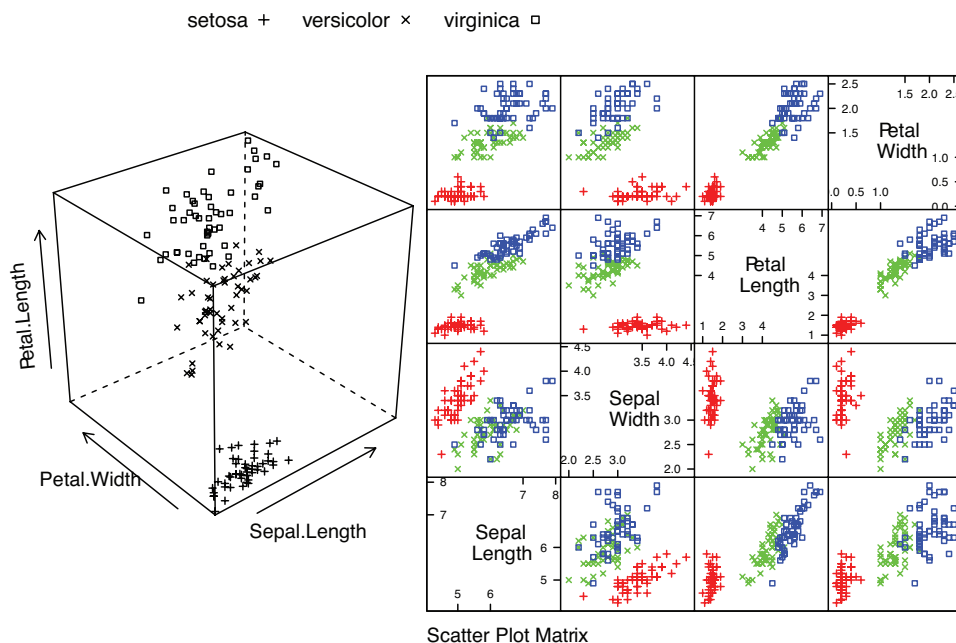 setosa + versicolor × virginica □
Petal.Length
Petal.Width
Sepal.Length
2.5
2.0
1.5
1.5 2.0 2.5
Petal
Width
1.0
0.5
0.0
0.0 0.5 1.0
7
6
5
4
4 5 6 7
Petal
Length
4
3
2
1
1 2 3 4
4.5
4.0
3.5
3.5 4.0 4.5
Sepal
Width
3.0
2.5
2.0
2.0 2.5 3.0
8
7
7 8
Sepal
Length
6
5
5 6
Scatter Plot Matrix